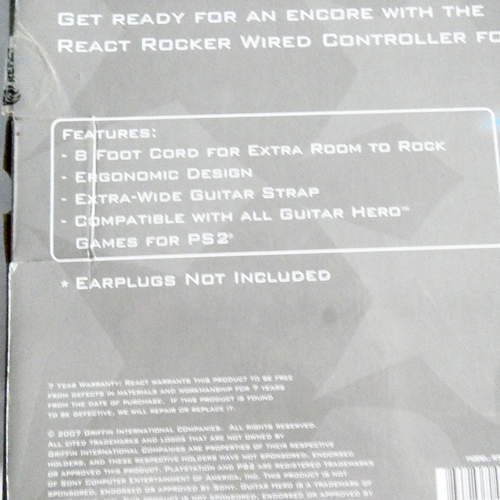 Get ready for an encore with the
React Rocker Wired Controller fo
Features:
- 8 Foot Cord for Extra Room to Rock
- Ergonomic Design
- Extra-Wide Guitar Strap
- Compatible with all Guitar Hero™
Games for PS2®
* Earplugs Not Included
7 Year Warranty: React warrants this product to be free
from defects in materials and workmanship for 7 years
from the date of purchase. If this product is found
to be defective, we will repair or replace it.
© 2007 Griffin International Companies. All rights reserved.
All cited trademarks and logos that are not owned by
Griffin International Companies are properties of their respective
holders, and these respective holders have not sponsored, endorsed
or approved this product. PlayStation and PS2 are registered trademarks
of Sony Computer Entertainment of America, Inc. This product is not
sponsored, endorsed or approved by Sony. Guitar Hero is a trademark of